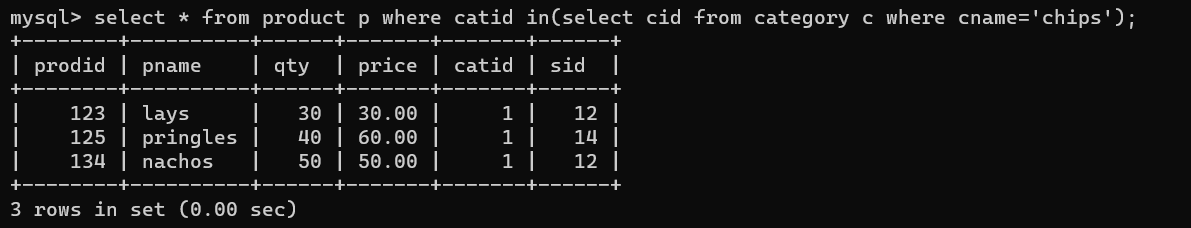 mysql> select * from product p where catid in(select cid from category c where cname='chips');
+--------+----------+------+-------+-------+------+
| prodid | pname    | qty  | price | catid | sid  |
+--------+----------+------+-------+-------+------+
|    123 | lays     |   30 | 30.00 |     1 |   12 |
|    125 | pringles |   40 | 60.00 |     1 |   14 |
|    134 | nachos   |   50 | 50.00 |     1 |   12 |
+--------+----------+------+-------+-------+------+
3 rows in set (0.00 sec)